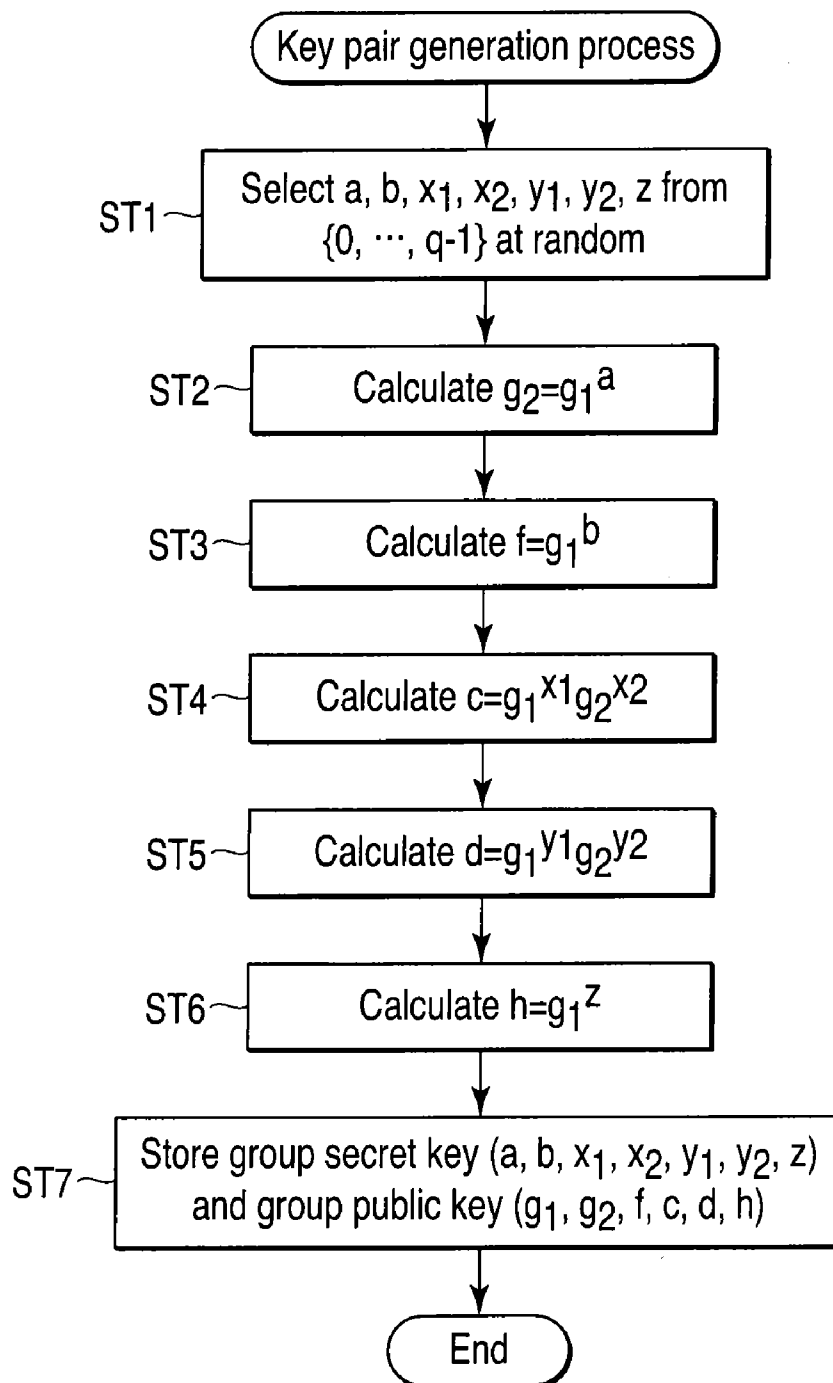 Key pair generation process
ST1
Select a, b, x₁, x₂, y₁, y₂, z from
{0, ⋯, q-1} at random
ST2
Calculate g₂=g₁ᵃ
ST3
Calculate f=g₁ᵇ
ST4
Calculate c=g₁ˣ¹g₂ˣ²
ST5
Calculate d=g₁ʸ¹g₂ʸ²
ST6
Calculate h=g₁ᶻ
ST7
Store group secret key (a, b, x₁, x₂, y₁, y₂, z)
and group public key (g₁, g₂, f, c, d, h)
End